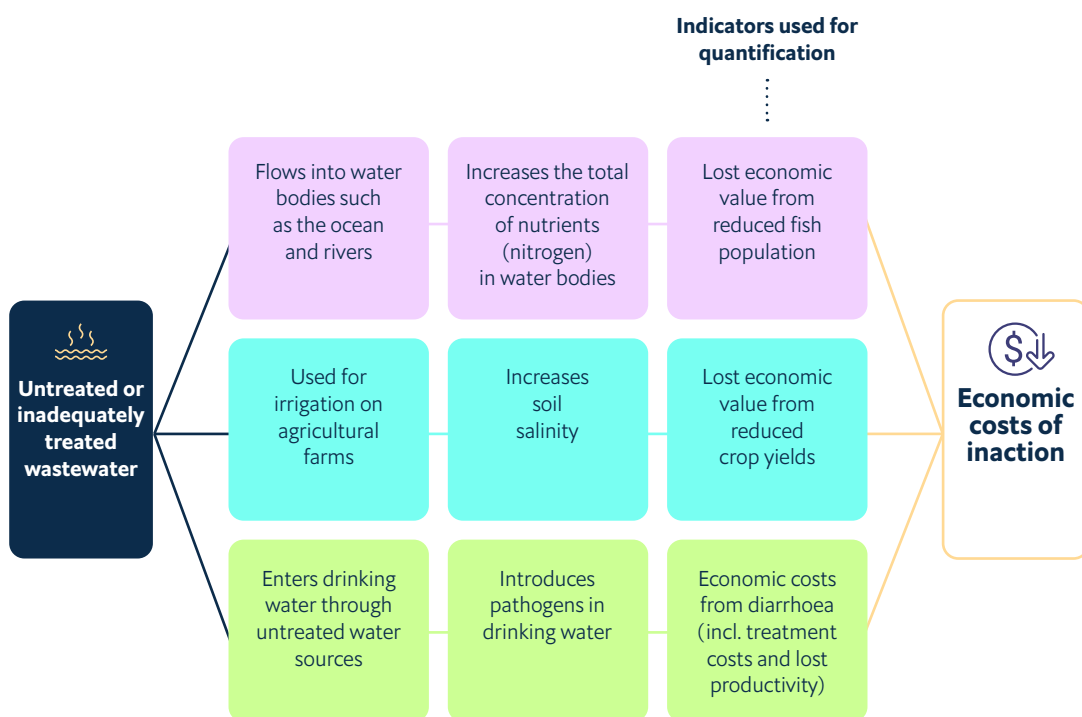 Indicators used for
quantification
Flows into water
bodies such
as the ocean
and rivers
Increases the total
concentration
of nutrients
(nitrogen)
in water bodies
Lost economic
value from
reduced fish
population
Untreated or
inadequately
treated
wastewater
Used for
irrigation on
agricultural
farms
Increases
soil
salinity
Lost economic
value from
reduced
crop yields
$
Economic
costs of
inaction
Enters drinking
water through
untreated water
sources
Introduces
pathogens in
drinking water
Economic costs
from diarrhoea
(incl. treatment
costs and lost
productivity)